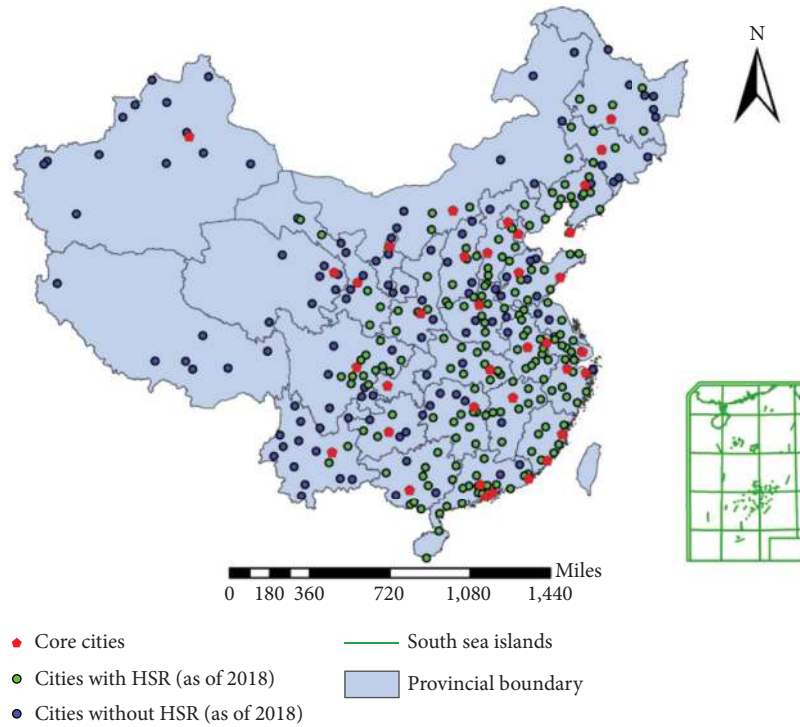 N
Miles
0 180 360 720 1,080 1,440
Core cities
South sea islands
Cities with HSR (as of 2018)
Provincial boundary
Cities without HSR (as of 2018)